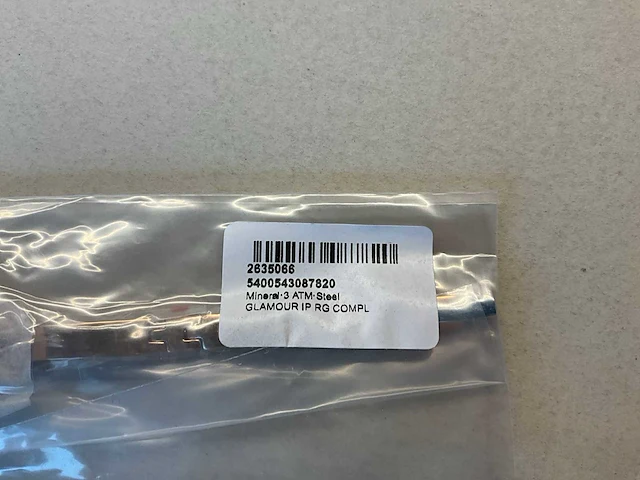 2635066
5400543087820
Mineral·3 ATM·Steel
GLAMOUR IP RG COMPL